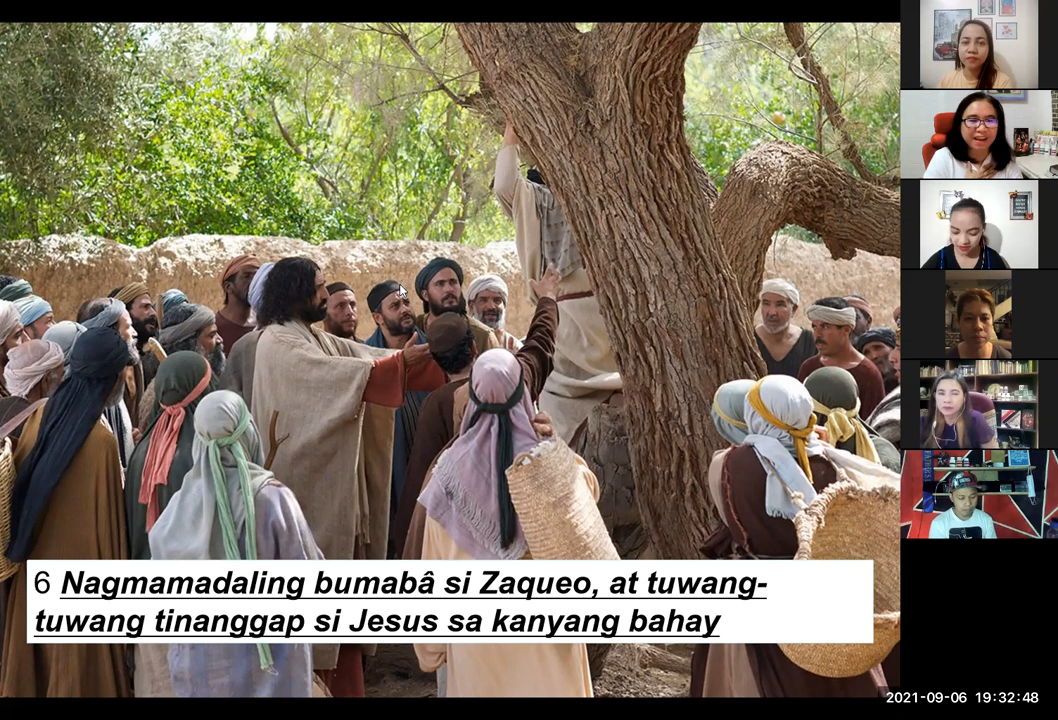 6 Nagmamadaling bumabâ si Zaqueo, at tuwang-
tuwang tinanggap si Jesus sa kanyang bahay
2021-09-06 19:32:48